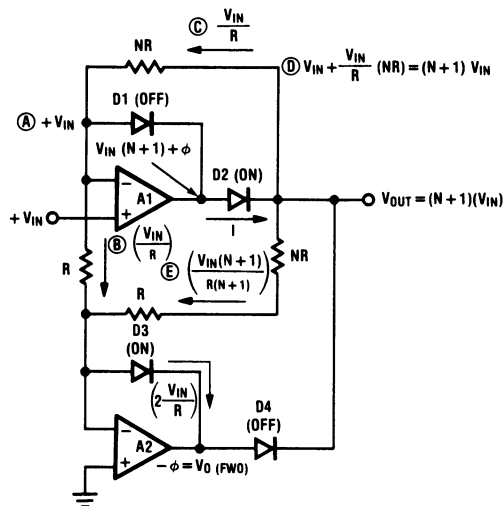 Ⓒ V_IN/R
NR
Ⓓ V_IN + V_IN/R (NR) = (N+1) V_IN
D1 (OFF)
Ⓐ + V_IN
V_IN (N+1) + ϕ
D2 (ON)
− A1 +
+ V_IN
V_OUT = (N+1)(V_IN)
I
R
Ⓑ (V_IN/R)
NR
Ⓔ (V_IN(N+1)/R(N+1))
R
D3
(ON)
(2 V_IN/R)
D4
(OFF)
− A2 +
−ϕ = V_O (FWD)